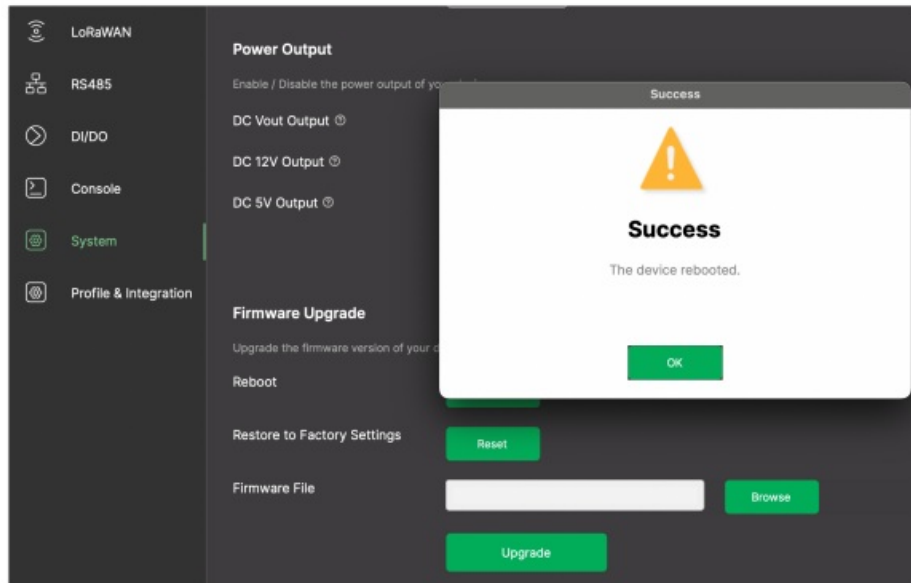 LoRaWAN
RS485
DI/DO
Console
System
Profile & Integration
Power Output
Enable / Disable the power output of
DC Vout Output
DC 12V Output
DC 5V Output
Firmware Upgrade
Upgrade the firmware version of your
Reboot
Restore to Factory Settings
Reset
Firmware File
Browse
Upgrade
Success
Success
The device rebooted.
OK